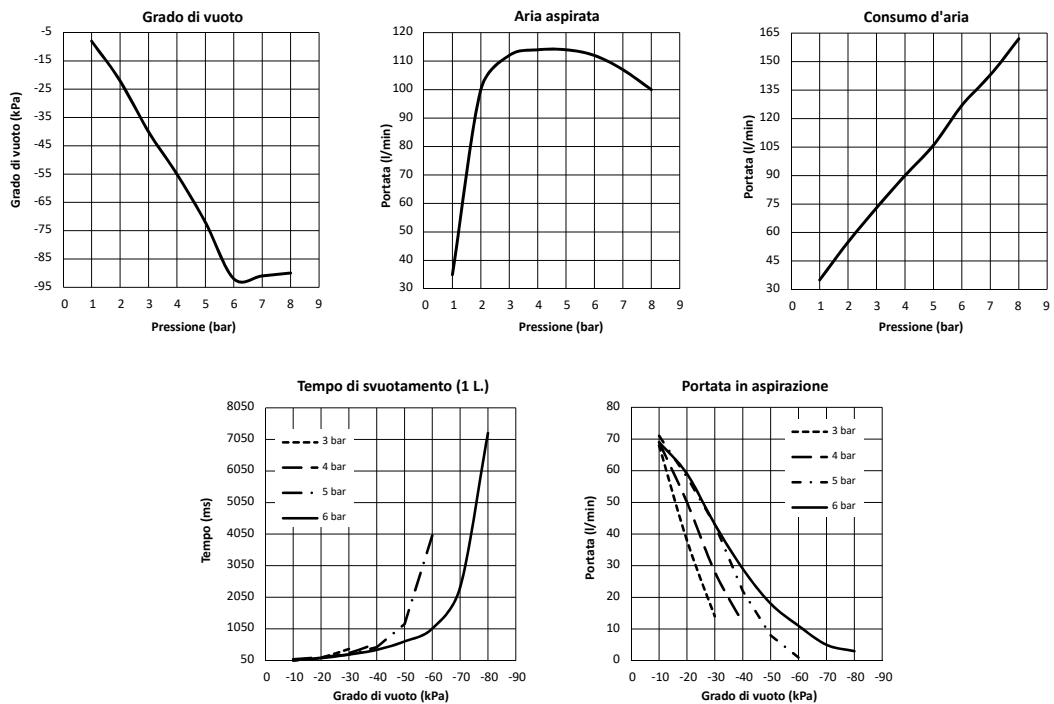 Grado di vuoto
-5
-15
-25
-35
-45
-55
-65
-75
-85
-95
Grado di vuoto (kPa)
0 1 2 3 4 5 6 7 8 9
Pressione (bar)
Aria aspirata
120
110
100
90
80
70
60
50
40
30
Portata (l/min)
0 1 2 3 4 5 6 7 8 9
Pressione (bar)
Consumo d'aria
165
150
135
120
105
90
75
60
45
30
Portata (l/min)
0 1 2 3 4 5 6 7 8 9
Pressione (bar)
Tempo di svuotamento (1 L.)
8050
7050
6050
5050
4050
3050
2050
1050
50
Tempo (ms)
3 bar
4 bar
5 bar
6 bar
0 -10 -20 -30 -40 -50 -60 -70 -80 -90
Grado di vuoto (kPa)
Portata in aspirazione
80
70
60
50
40
30
20
10
0
Portata (l/min)
3 bar
4 bar
5 bar
6 bar
0 -10 -20 -30 -40 -50 -60 -70 -80 -90
Grado di vuoto (kPa)